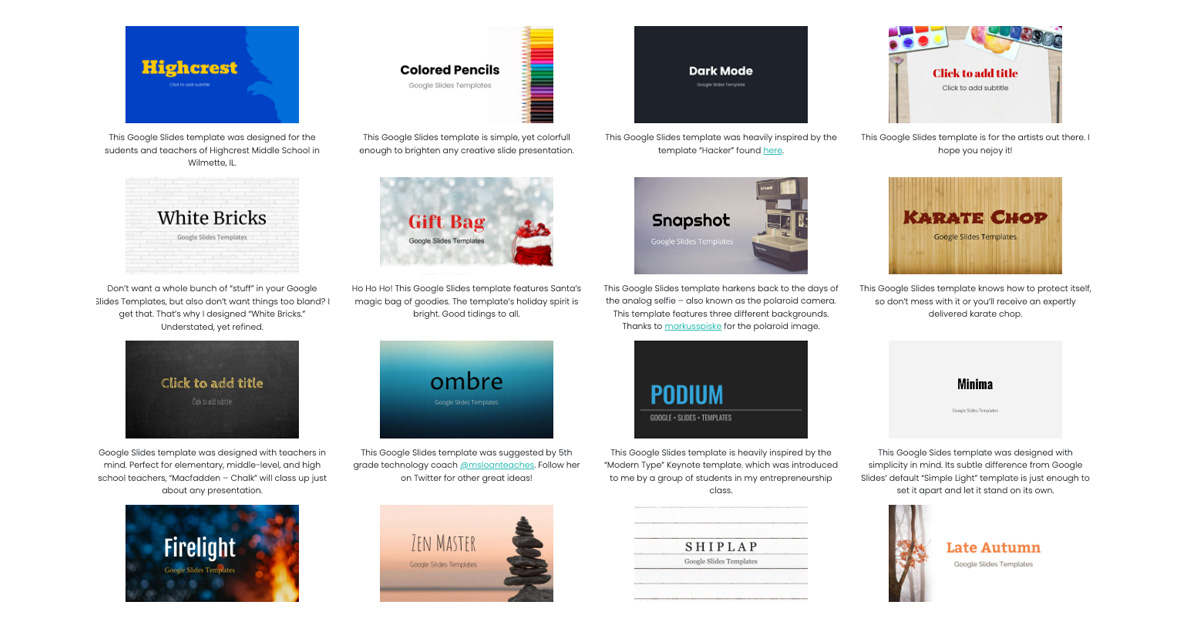 Highcrest
Click to add subtitle
Colored Pencils
Google Slides Templates
Dark Mode
Google Slides Template
Click to add title
Click to add subtitle
This Google Slides template was designed for the
sudents and teachers of Highcrest Middle School in
Wilmette, IL.
This Google Slides template is simple, yet colorfull
enough to brighten any creative slide presentation.
This Google Slides template was heavily inspired by the
template “Hacker” found here.
This Google Slides template is for the artists out there. I
hope you nejoy it!
White Bricks
Google Slides Templates
Gift Bag
Google Slides Templates
Snapshot
Google Slides Templates
Karate Chop
Google Slides Templates
Don’t want a whole bunch of “stuff” in your Google
Slides Templates, but also don’t want things too bland? I
get that. That’s why I designed “White Bricks.”
Understated, yet refined.
Ho Ho Ho! This Google Slides template features Santa’s
magic bag of goodies. The template’s holiday spirit is
bright. Good tidings to all.
This Google Slides template harkens back to the days of
the analog selfie – also known as the polaroid camera.
This template features three different backgrounds.
Thanks to markusspiske for the polaroid image.
This Google Slides template knows how to protect itself,
so don’t mess with it or you’ll receive an expertly
delivered karate chop.
Click to add title
Click to add subtitle
ombre
Google Slides Templates
PODIUM
GOOGLE • SLIDES • TEMPLATES
Minima
Google Slides Templates
Google Slides template was designed with teachers in
mind. Perfect for elementary, middle-level, and high
school teachers, “Macfadden – Chalk” will class up just
about any presentation.
This Google Slides template was suggested by 5th
grade technology coach @msloanteaches. Follow her
on Twitter for other great ideas!
This Google Slides template is heavily inspired by the
“Modern Type” Keynote template. which was introduced
to me by a group of students in my entrepreneurship
class.
This Google Slides template was designed with
simplicity in mind. Its subtle difference from Google
Slides’ default “Simple Light” template is just enough to
set it apart and let it stand on its own.
Firelight
Google Slides Templates
Zen Master
Google Slides Templates
SHIPLAP
Google Slides Templates
Late Autumn
Google Slides Templates